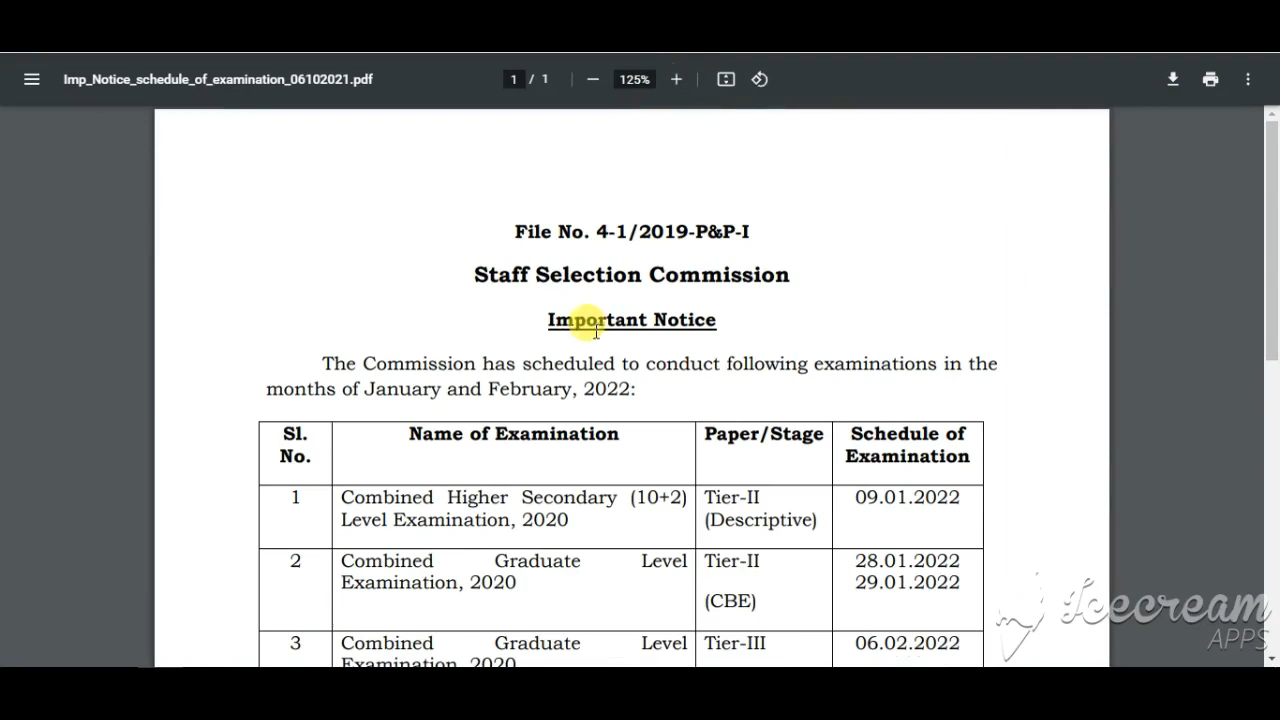 Imp_Notice_schedule_of_examination_06102021.pdf
1 / 1
125%
File No. 4-1/2019-P&P-I
Staff Selection Commission
Important Notice
The Commission has scheduled to conduct following examinations in the
months of January and February, 2022:
Sl. No.
Name of Examination
Paper/Stage
Schedule of Examination
1
Combined Higher Secondary (10+2)
Level Examination, 2020
Tier-II
(Descriptive)
09.01.2022
2
Combined Graduate Level
Examination, 2020
Tier-II
(CBE)
28.01.2022
29.01.2022
3
Combined Graduate Level
Examination, 2020
Tier-III
06.02.2022
Icecream
APPS